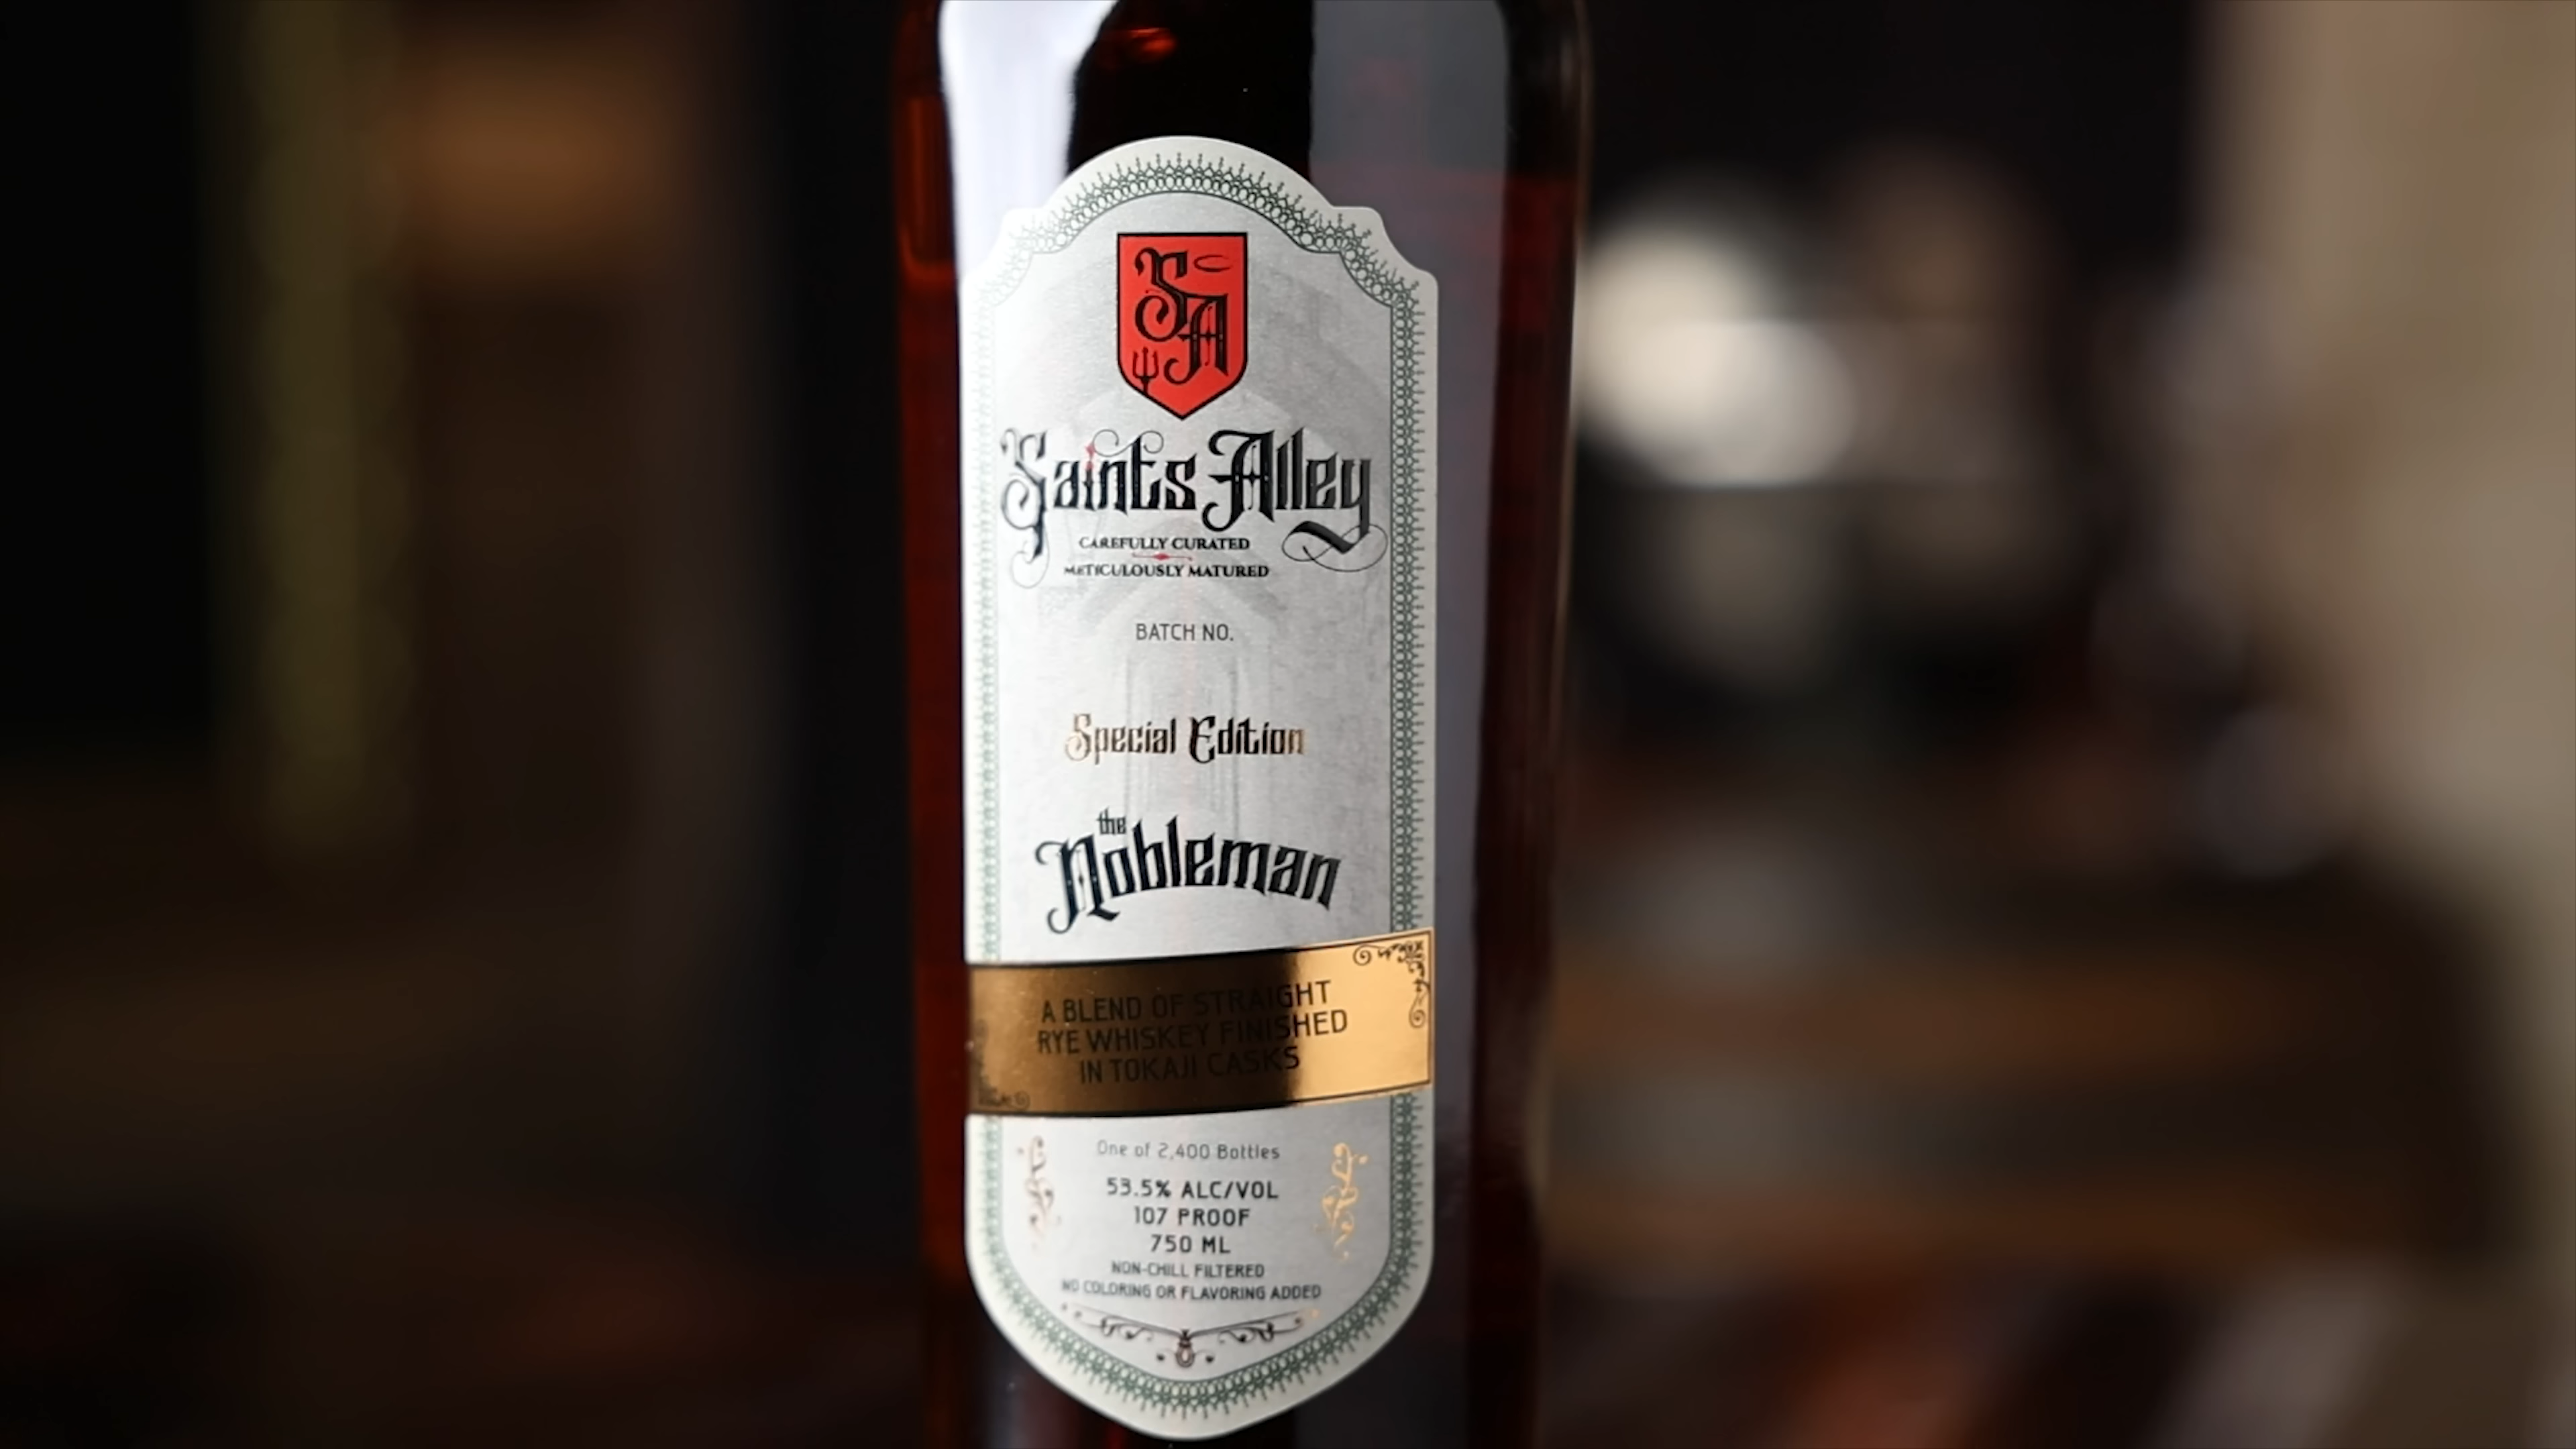 SA
Saints Alley
CAREFULLY CURATED
METICULOUSLY MATURED
BATCH NO.
Special Edition
the
Nobleman
A BLEND OF STRAIGHT
RYE WHISKEY FINISHED
IN TOKAJI CASKS
One of 2,400 Bottles
53.5% ALC/VOL
107 PROOF
750 ML
NON-CHILL FILTERED
NO COLORING OR FLAVORING ADDED